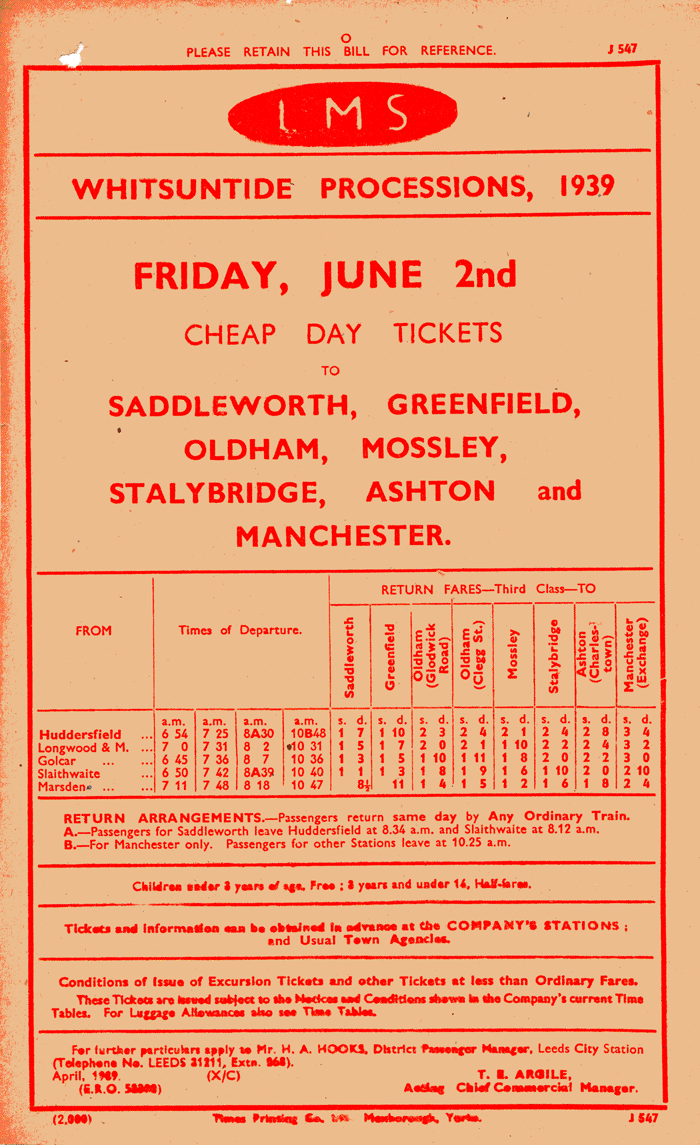 PLEASE RETAIN THIS BILL FOR REFERENCE.
J 547
LMS
WHITSUNTIDE PROCESSIONS, 1939
FRIDAY, JUNE 2nd
CHEAP DAY TICKETS
TO
SADDLEWORTH, GREENFIELD,
OLDHAM, MOSSLEY,
STALYBRIDGE, ASHTON and
MANCHESTER.
RETURN FARES—Third Class—TO
FROM Times of Departure. Saddleworth Greenfield Oldham (Glodwick Road) Oldham (Clegg St.) Mossley Stalybridge Ashton (Charles-town) Manchester (Exchange)
a.m. a.m. a.m. a.m. s. d. s. d. s. d. s. d. s. d. s. d. s. d. s. d.
Huddersfield ... 6 54 7 25 8A30 10B48 1 7 1 10 2 3 2 4 2 1 2 4 2 8 3 4
Longwood & M. ... 7 0 7 31 8 2 10 31 1 5 1 7 2 0 2 1 1 10 2 2 2 4 3 2
Golcar ... ... 6 45 7 36 8 7 10 36 1 3 1 5 1 10 1 11 1 8 2 0 2 2 3 0
Slaithwaite ... 6 50 7 42 8A39 10 40 1 1 1 3 1 8 1 9 1 6 1 10 2 0 2 10
Marsden ... ... 7 11 7 48 8 18 10 47 8½ 11 1 4 1 5 1 2 1 6 1 8 2 4
RETURN ARRANGEMENTS.—Passengers return same day by Any Ordinary Train.
A.—Passengers for Saddleworth leave Huddersfield at 8.34 a.m. and Slaithwaite at 8.12 a.m.
B.—For Manchester only. Passengers for other Stations leave at 10.25 a.m.
Children under 3 years of age, Free ; 3 years and under 14, Half-fares.
Tickets and information can be obtained in advance at the COMPANY'S STATIONS ;
and Usual Town Agencies.
Conditions of Issue of Excursion Tickets and other Tickets at less than Ordinary Fares.
These Tickets are issued subject to the Notices and Conditions shewn in the Company's current Time
Tables. For Luggage Allowances also see Time Tables.
For further particulars apply to Mr. H. A. HOOKS, District Passenger Manager, Leeds City Station
(Telephone No. LEEDS 31211, Extn.
April, 1939. (X/C) T. E. ARGILE,
(E.R.O. Acting Chief Commercial Manager.
(2,000) Times Printing Co. Mexborough, Yorks. J 547